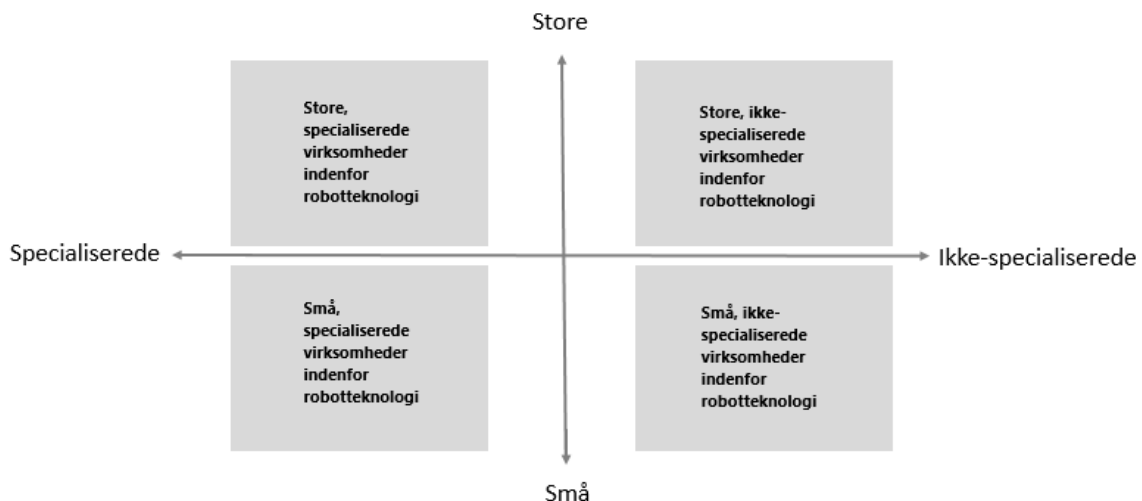 Store
Store,
specialiserede
virksomheder
indenfor
robotteknologi
Store, ikke-
specialiserede
virksomheder
indenfor
robotteknologi
Specialiserede
Ikke-specialiserede
Små,
specialiserede
virksomheder
indenfor
robotteknologi
Små, ikke-
specialiserede
virksomheder
indenfor
robotteknologi
Små